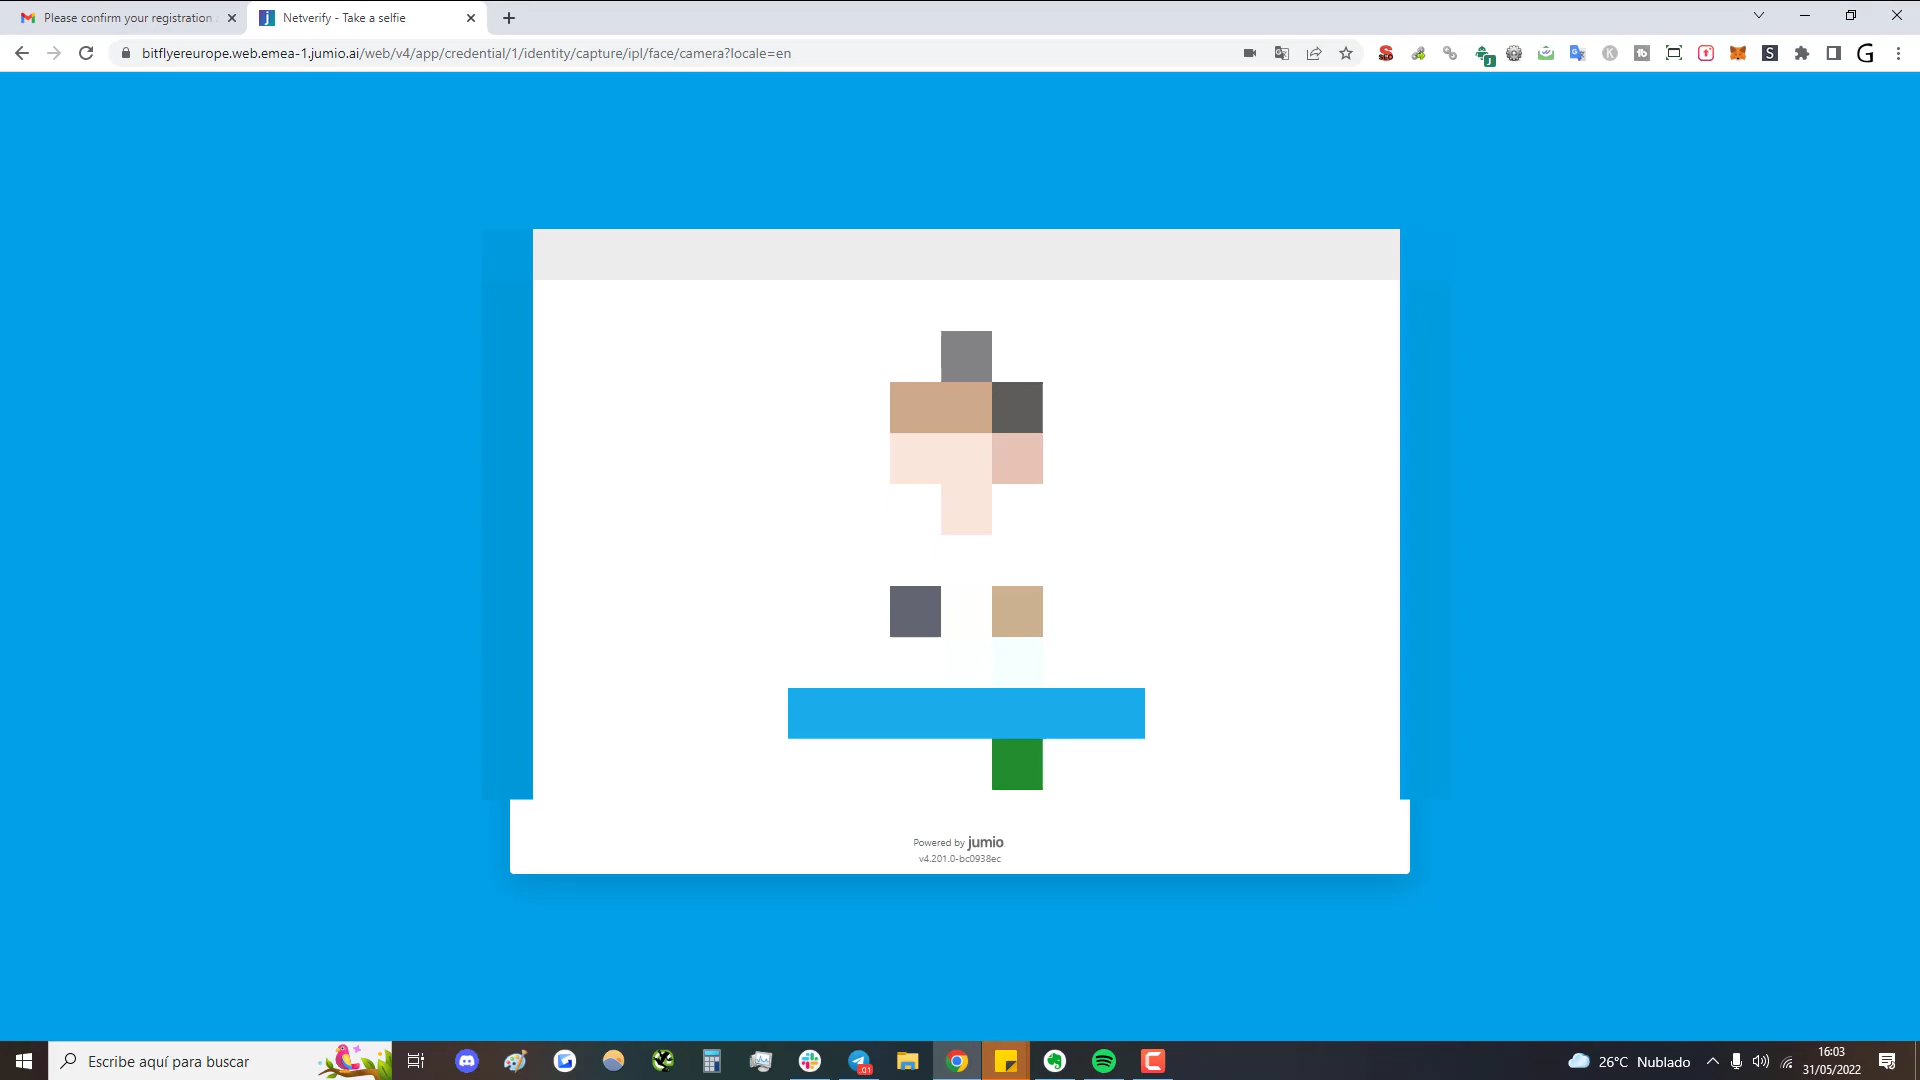 Please confirm your registration
Netverify - Take a selfie
bitflyereurope.web.emea-1.jumio.ai/web/v4/app/credential/1/identity/capture/ipl/face/camera?locale=en
Powered by jumio.
v4.201.0-bc0938ec
Escribe aquí para buscar
26°C Nublado
16:03
31/05/2022